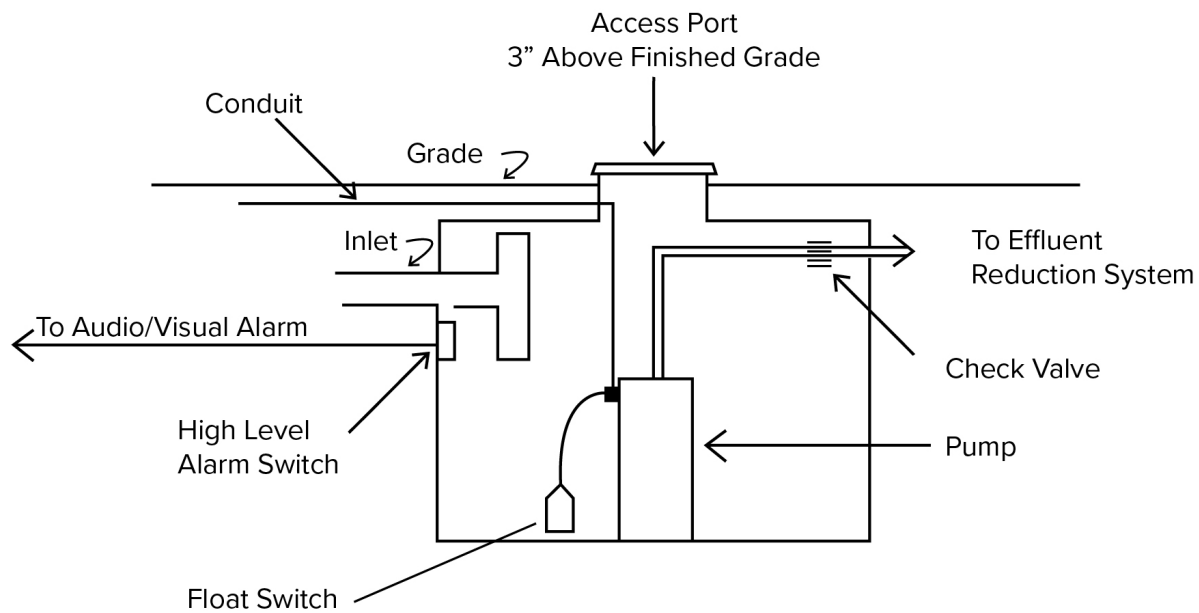 Access Port
3” Above Finished Grade
Conduit
Grade
Inlet
To Effluent
Reduction System
To Audio/Visual Alarm
Check Valve
High Level
Alarm Switch
Pump
Float Switch